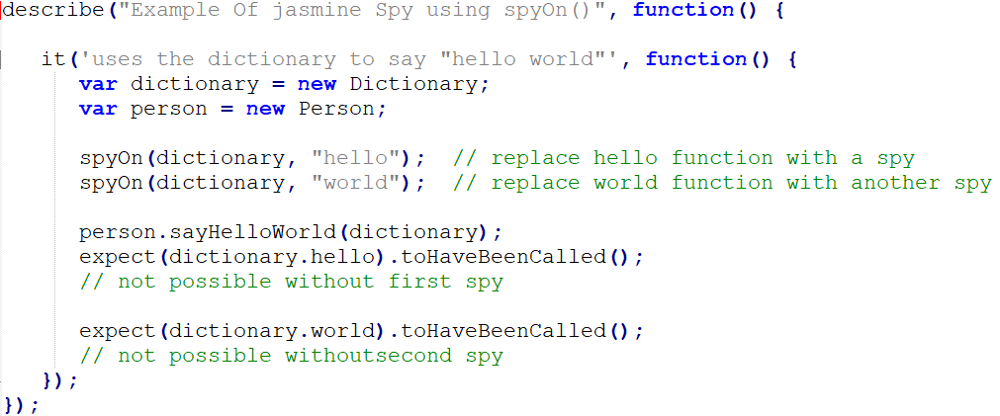 describe("Example Of jasmine Spy using spyOn()", function() {
it('uses the dictionary to say "hello world"', function() {
var dictionary = new Dictionary;
var person = new Person;
spyOn(dictionary, "hello");  // replace hello function with a spy
spyOn(dictionary, "world");  // replace world function with another spy
person.sayHelloWorld(dictionary);
expect(dictionary.hello).toHaveBeenCalled();
// not possible without first spy
expect(dictionary.world).toHaveBeenCalled();
// not possible withoutsecond spy
});
});